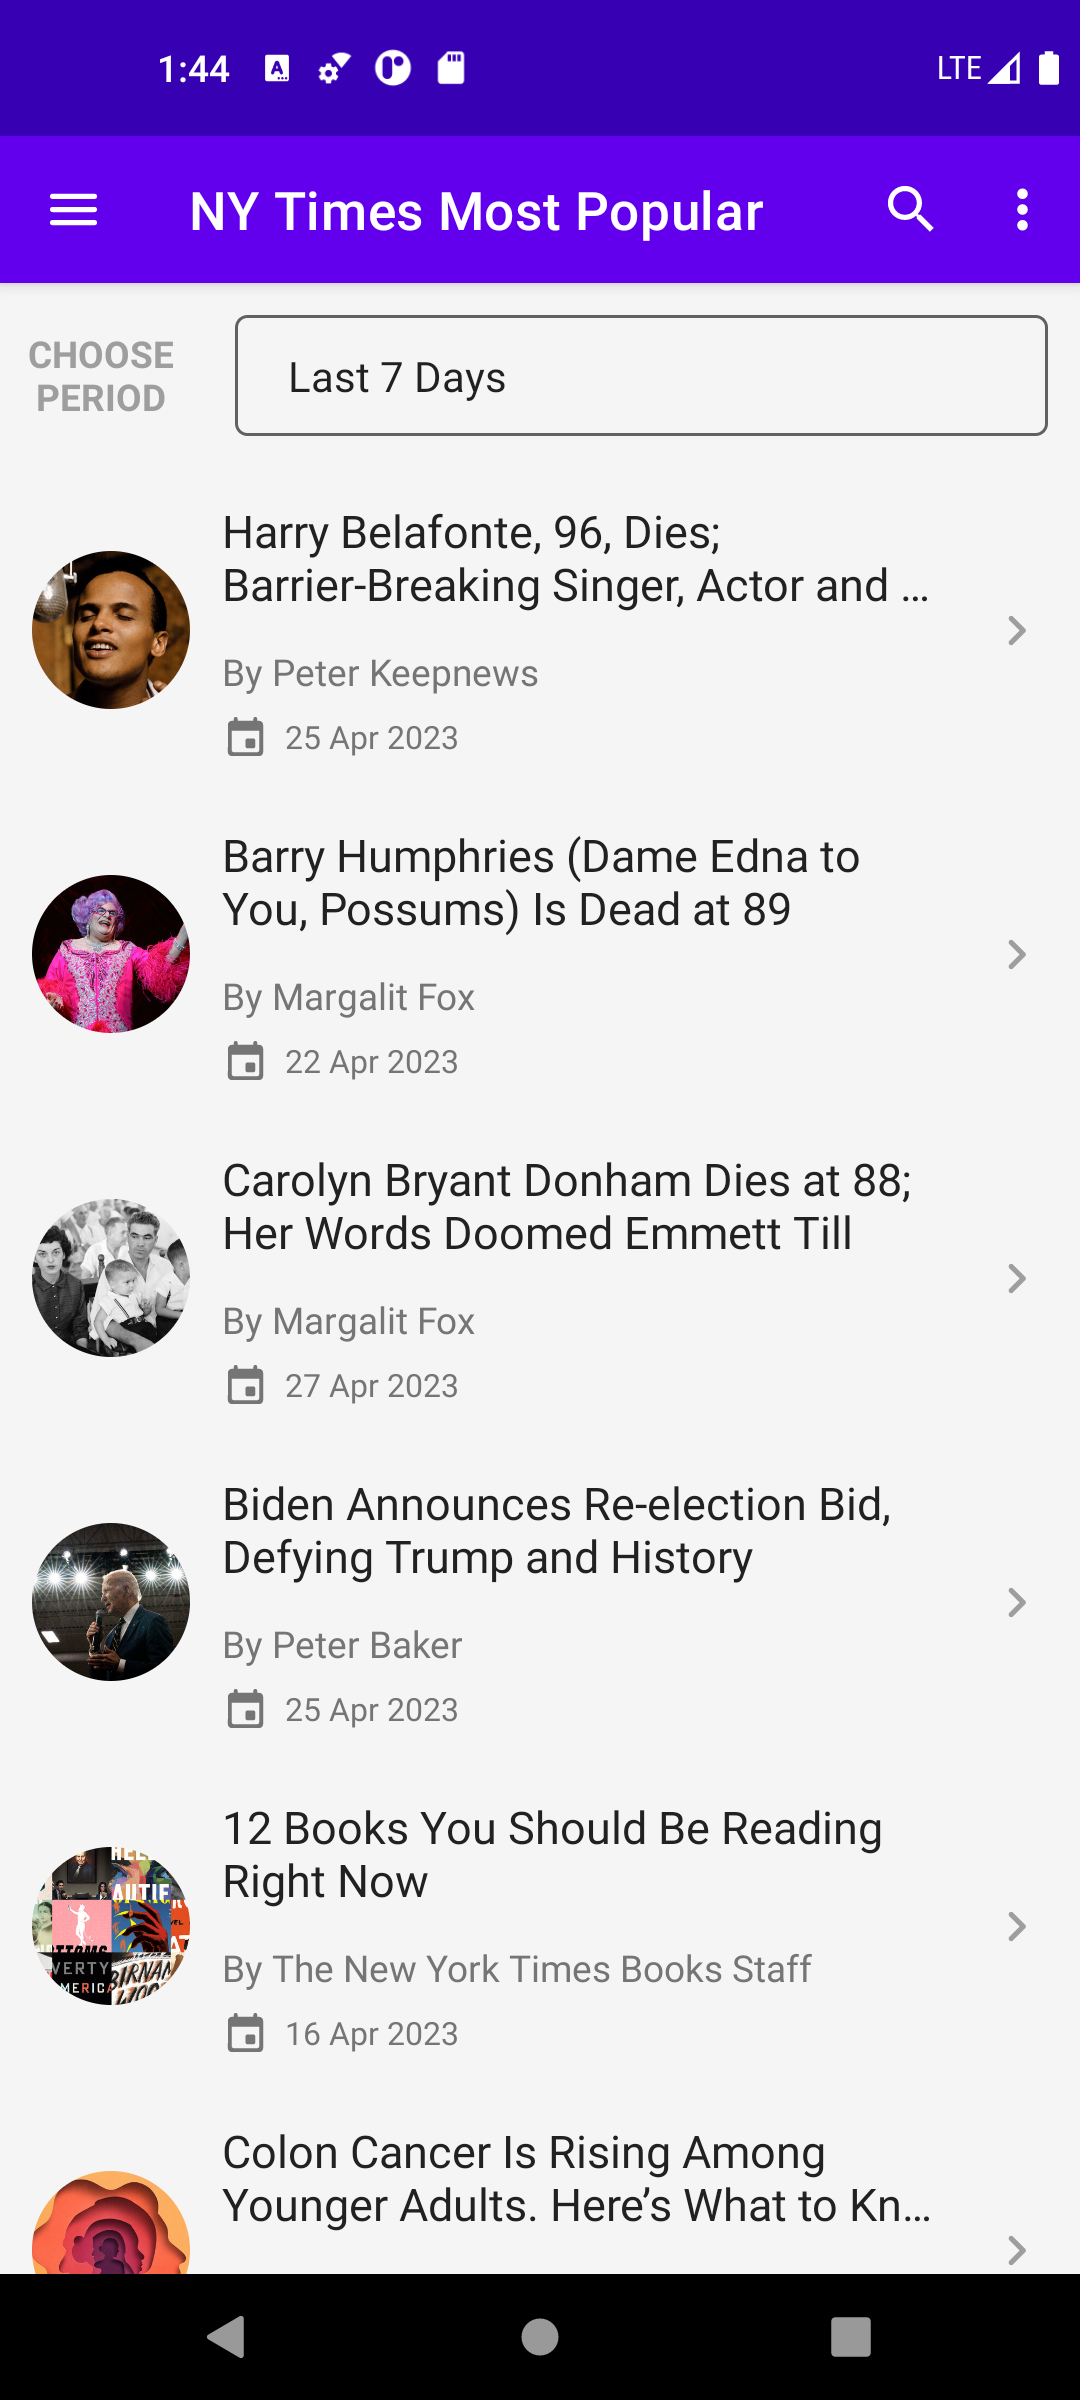 1:44
LTE
NY Times Most Popular
CHOOSE
PERIOD
Last 7 Days
Harry Belafonte, 96, Dies;
Barrier-Breaking Singer, Actor and …
By Peter Keepnews
25 Apr 2023
Barry Humphries (Dame Edna to
You, Possums) Is Dead at 89
By Margalit Fox
22 Apr 2023
Carolyn Bryant Donham Dies at 88;
Her Words Doomed Emmett Till
By Margalit Fox
27 Apr 2023
Biden Announces Re-election Bid,
Defying Trump and History
By Peter Baker
25 Apr 2023
12 Books You Should Be Reading
Right Now
By The New York Times Books Staff
16 Apr 2023
Colon Cancer Is Rising Among
Younger Adults. Here’s What to Kn…